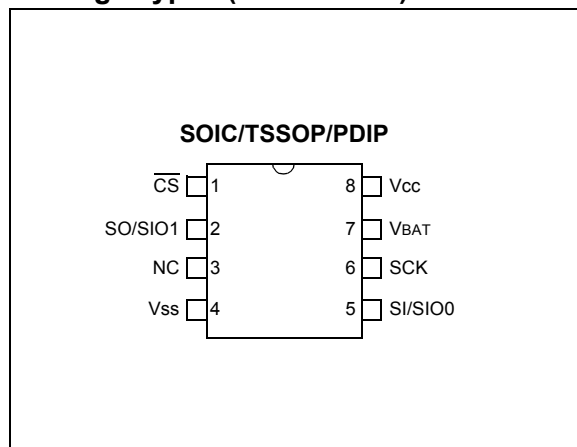 SOIC/TSSOP/PDIP
CS 1 8 Vcc
SO/SIO1 2 7 VBAT
NC 3 6 SCK
Vss 4 5 SI/SIO0